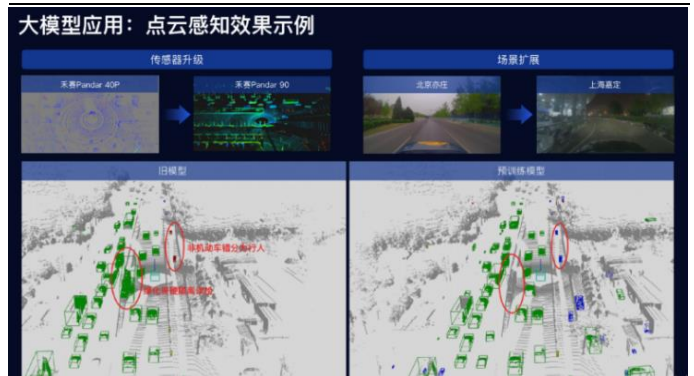 大模型应用：点云感知效果示例
传感器升级
场景扩展
禾赛Pandar 40P
禾赛Pandar 90
北京亦庄
上海嘉定
旧模型
预训练模型
非机动车错分为行人